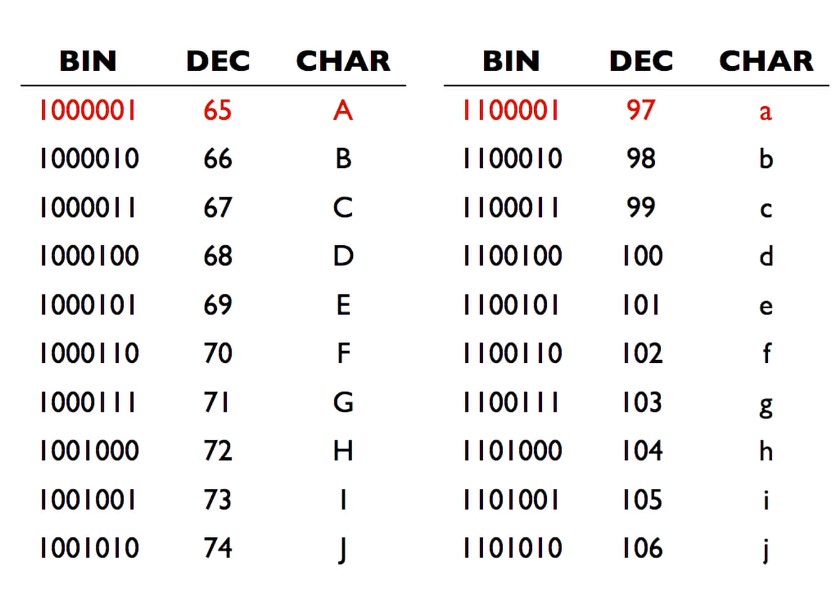 BIN DEC CHAR BIN DEC CHAR
1000001 65 A 1100001 97 a
1000010 66 B 1100010 98 b
1000011 67 C 1100011 99 c
1000100 68 D 1100100 100 d
1000101 69 E 1100101 101 e
1000110 70 F 1100110 102 f
1000111 71 G 1100111 103 g
1001000 72 H 1101000 104 h
1001001 73 I 1101001 105 i
1001010 74 J 1101010 106 j